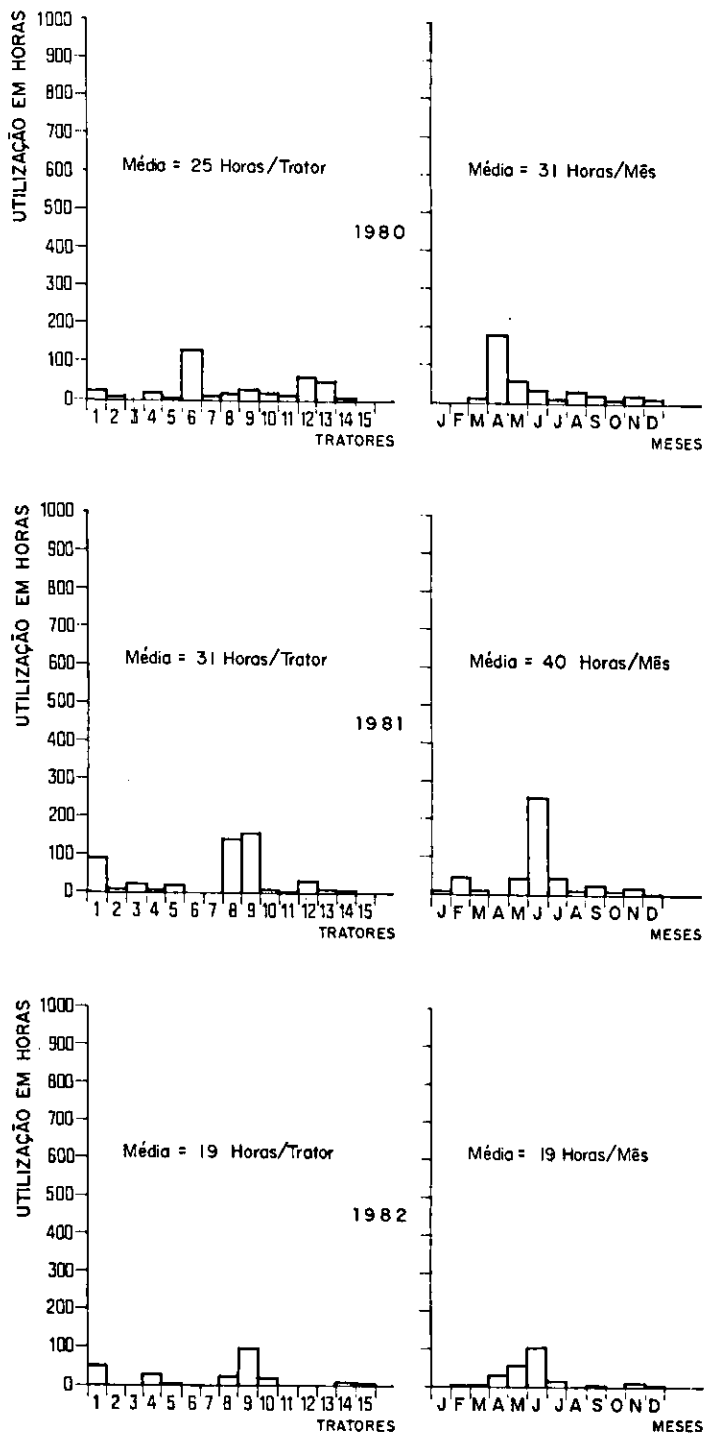 UTILIZAÇÃO EM HORAS
1000
900
800
700
600
500
400
300
200
100
0
Média = 25 Horas/Trator
1 2 3 4 5 6 7 8 9 10 11 12 13 14 15
TRATORES
1980
Média = 31 Horas/Mês
J F M A M J J A S O N D
MESES
UTILIZAÇÃO EM HORAS
1000
900
800
700
600
500
400
300
200
100
0
Média = 31 Horas/Trator
1 2 3 4 5 6 7 8 9 10 11 12 13 14 15
TRATORES
1981
Média = 40 Horas/Mês
J F M A M J J A S O N D
MESES
UTILIZAÇÃO EM HORAS
1000
900
800
700
600
500
400
300
200
100
0
Média = 19 Horas/Trator
1 2 3 4 5 6 7 8 9 10 11 12 13 14 15
TRATORES
1982
Média = 19 Horas/Mês
J F M A M J J A S O N D
MESES